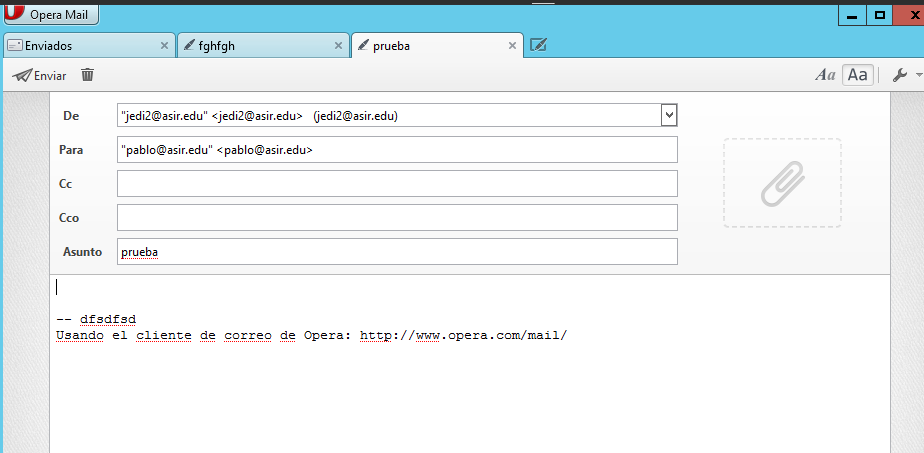 Opera Mail
Enviados
fghfgh
prueba
Enviar
Aa
Aa
De
"jedi2@asir.edu" <jedi2@asir.edu> (jedi2@asir.edu)
Para
"pablo@asir.edu" <pablo@asir.edu>
Cc
Cco
Asunto
prueba
-- dfsdfsd
Usando el cliente de correo de Opera: http://www.opera.com/mail/